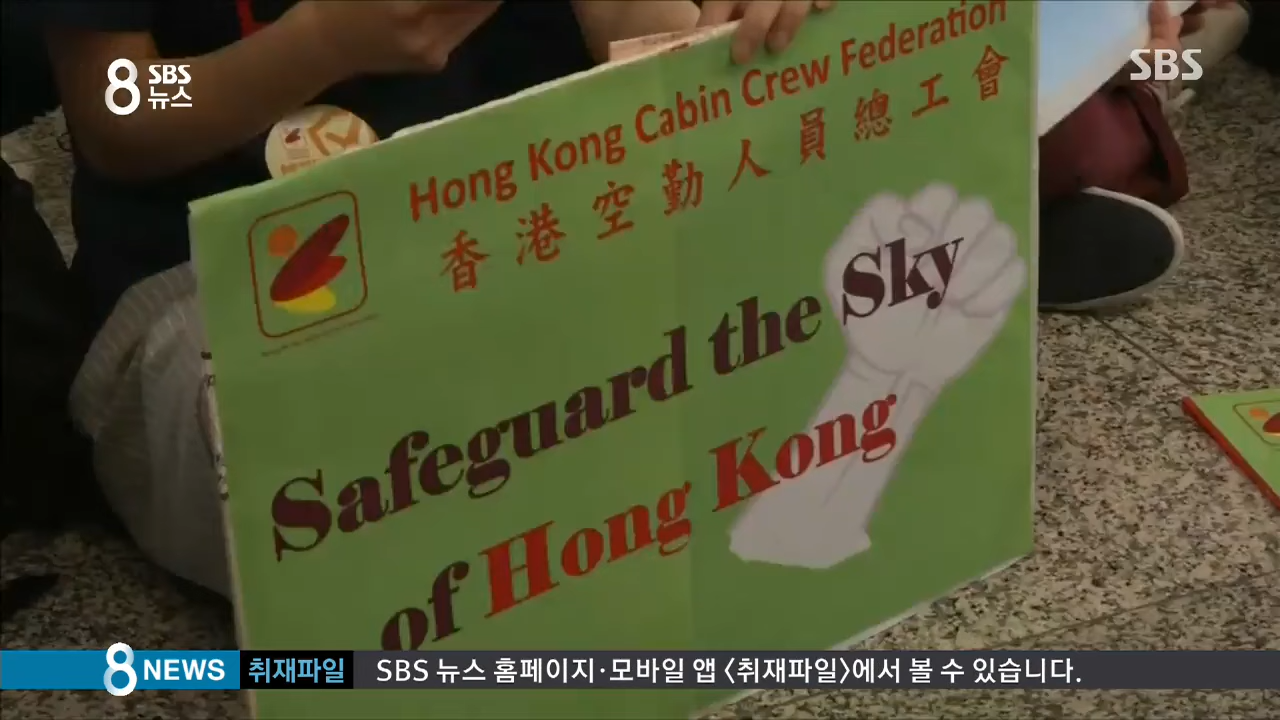 8 SBS
뉴스
SBS
Hong Kong Cabin Crew Federation
香港空勤人員總工會
Safeguard the Sky
of Hong Kong
8 NEWS 취재파일 SBS 뉴스 홈페이지·모바일 앱 〈취재파일〉에서 볼 수 있습니다.